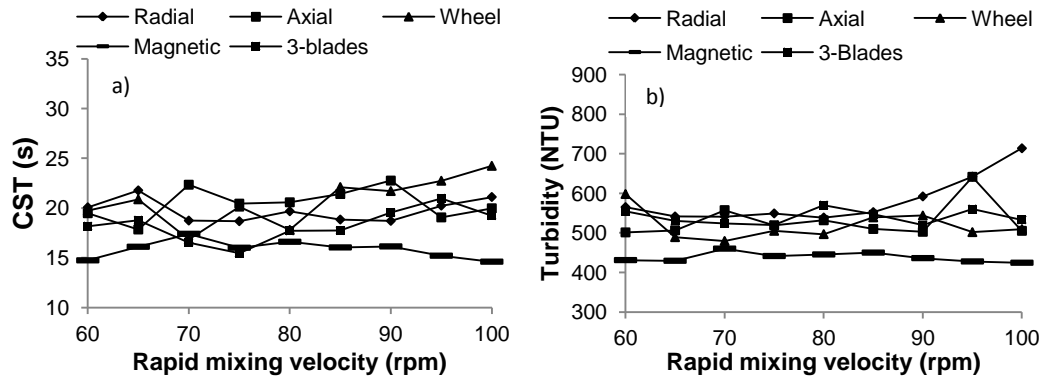 Radial Axial Wheel
Magnetic 3-blades
a)
CST (s)
35
30
25
20
15
10
60 70 80 90 100
Rapid mixing velocity (rpm)
Radial Axial Wheel
Magnetic 3-Blades
b)
Turbidity (NTU)
900
800
700
600
500
400
300
60 70 80 90 100
Rapid mixing velocity (rpm)